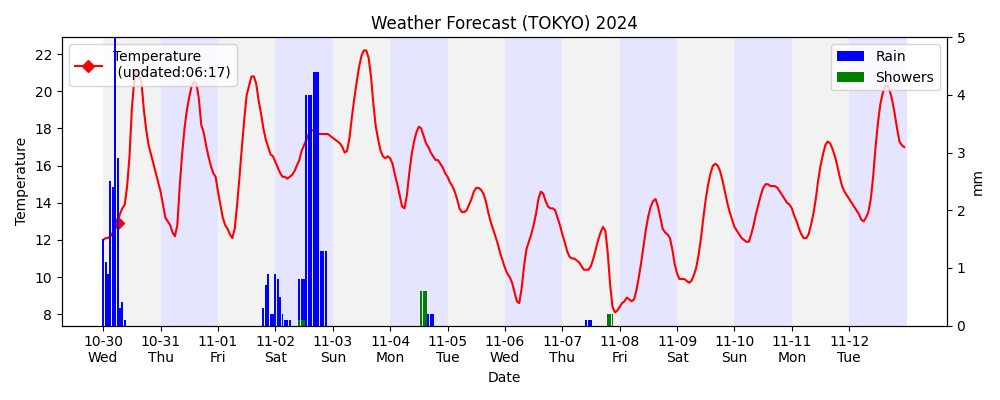 Weather Forecast (TOKYO) 2024
Temperature
(updated:06:17)
Rain
Showers
Temperature
22
20
18
16
14
12
10
8
5
4
3
2
1
0
mm
10-30 10-31 11-01 11-02 11-03 11-04 11-05 11-06 11-07 11-08 11-09 11-10 11-11 11-12
Wed Thu Fri Sat Sun Mon Tue Wed Thu Fri Sat Sun Mon Tue
Date